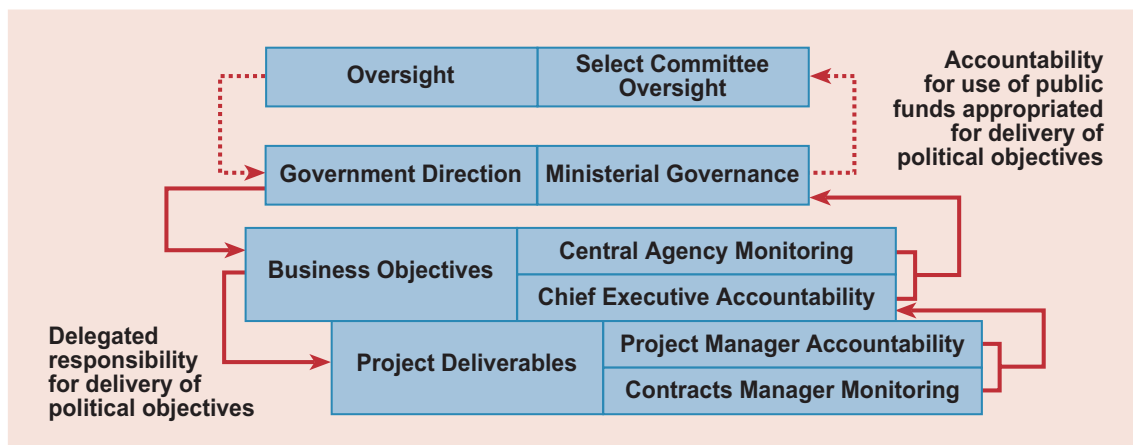 Oversight
Select Committee
Oversight
Accountability
for use of public
funds appropriated
for delivery of
political objectives
Government Direction
Ministerial Governance
Business Objectives
Central Agency Monitoring
Chief Executive Accountability
Delegated
responsibility
for delivery of
political objectives
Project Deliverables
Project Manager Accountability
Contracts Manager Monitoring